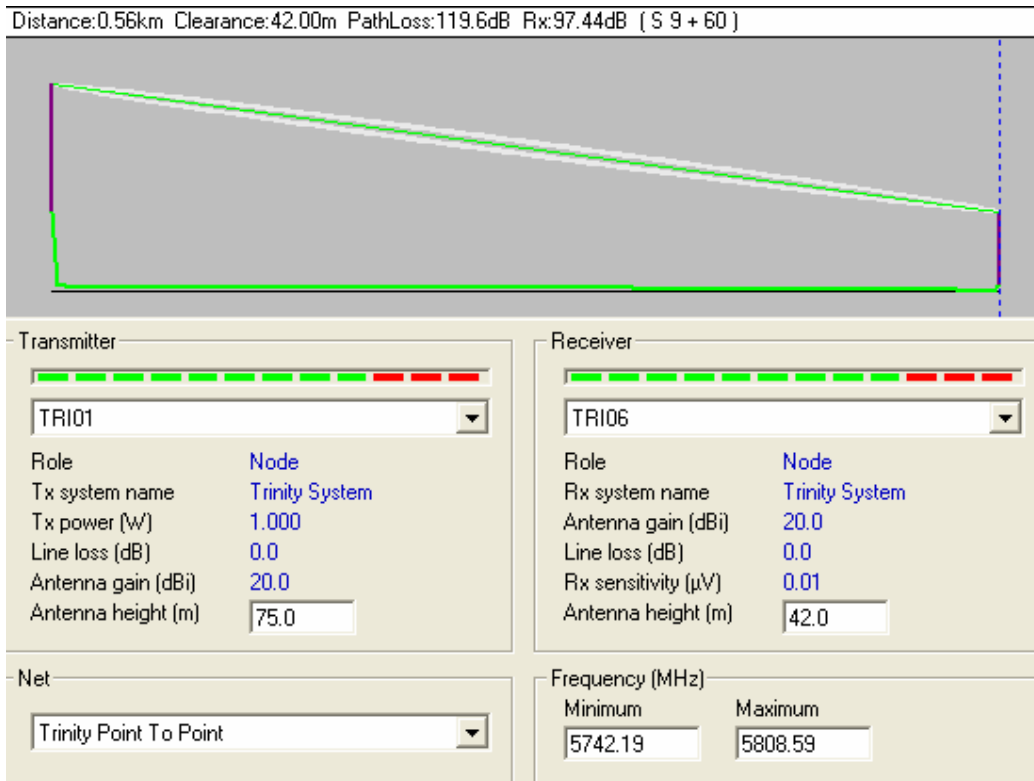 Distance:0.56km Clearance:42.00m PathLoss:119.6dB Rx:97.44dB (S 9 + 60 )
Transmitter
TRI01
Role Node
Tx system name Trinity System
Tx power (W) 1.000
Line loss (dB) 0.0
Antenna gain (dBi) 20.0
Antenna height (m) 75.0
Receiver
TRI06
Role Node
Rx system name Trinity System
Antenna gain (dBi) 20.0
Line loss (dB) 0.0
Rx sensitivity (µV) 0.01
Antenna height (m) 42.0
Net
Trinity Point To Point
Frequency (MHz)
Minimum Maximum
5742.19 5808.59